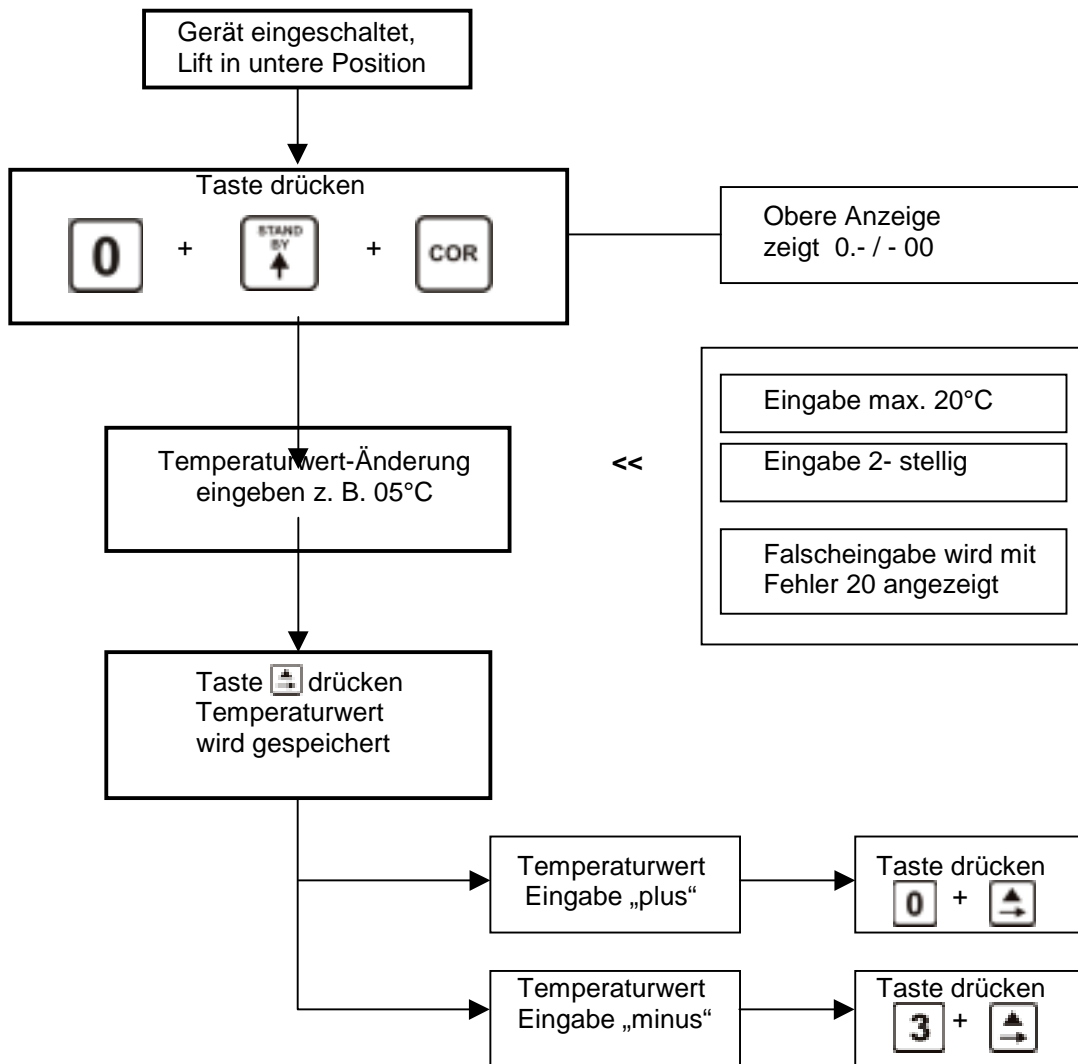 Gerät eingeschaltet,
Lift in untere Position
Taste drücken
0 + STAND BY + COR
Obere Anzeige
zeigt 0.- / - 00
Temperaturwert-Änderung
eingeben z. B. 05°C
<<
Eingabe max. 20°C
Eingabe 2- stellig
Falscheingabe wird mit
Fehler 20 angezeigt
Taste drücken
Temperaturwert
wird gespeichert
Temperaturwert
Eingabe „plus“
Taste drücken
0 +
Temperaturwert
Eingabe „minus“
Taste drücken
3 +